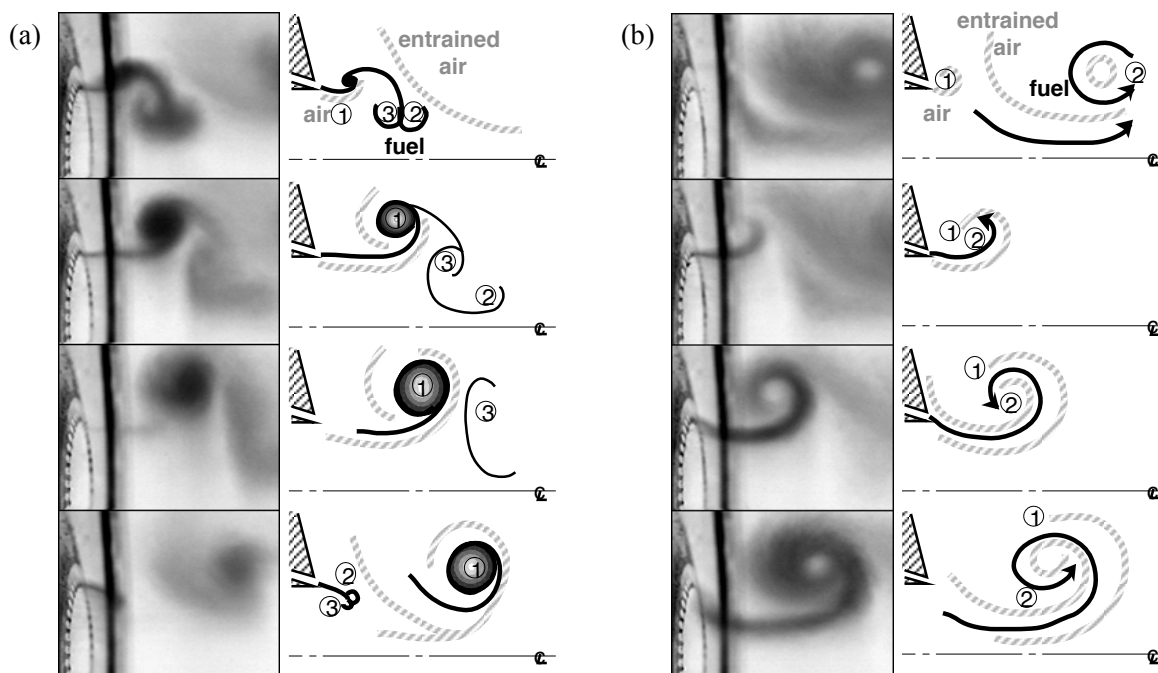 (a)
entrained
air
air ① ③ ②
fuel
℄
①
③
②
℄
①
③
℄
②
③
①
℄
(b)
entrained
air
①
air
fuel
②
℄
①
②
℄
①
②
℄
①
②
℄